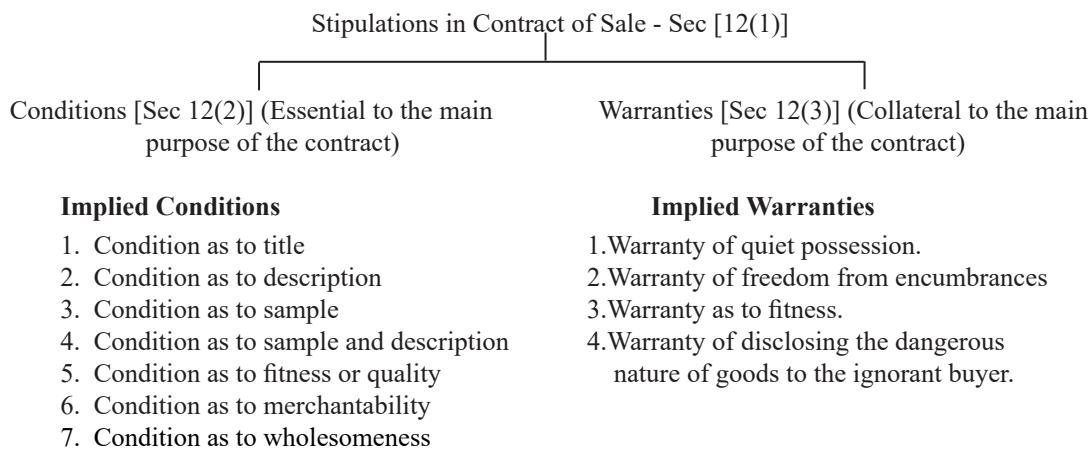 Stipulations in Contract of Sale - Sec [12(1)]
Conditions [Sec 12(2)] (Essential to the main
purpose of the contract)
Warranties [Sec 12(3)] (Collateral to the main
purpose of the contract)
Implied Conditions
1. Condition as to title
2. Condition as to description
3. Condition as to sample
4. Condition as to sample and description
5. Condition as to fitness or quality
6. Condition as to merchantability
7. Condition as to wholesomeness
Implied Warranties
1.Warranty of quiet possession.
2.Warranty of freedom from encumbrances
3.Warranty as to fitness.
4.Warranty of disclosing the dangerous
nature of goods to the ignorant buyer.